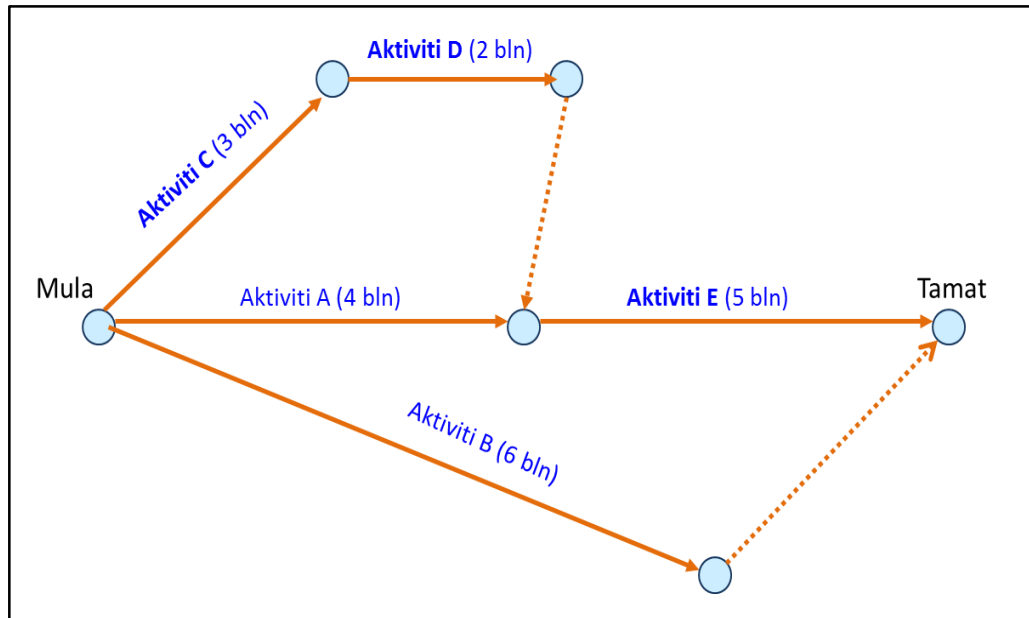 Aktiviti D (2 bln)
Aktiviti C (3 bln)
Mula
Aktiviti A (4 bln)
Aktiviti E (5 bln)
Tamat
Aktiviti B (6 bln)